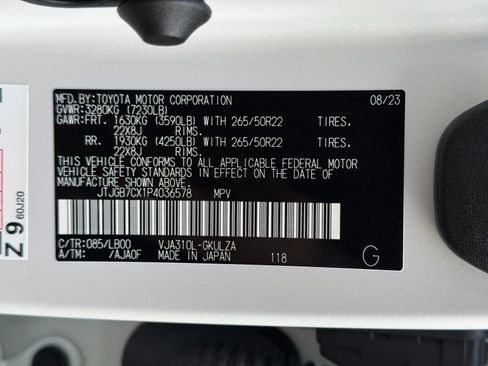 MFD.BY:TOYOTA MOTOR CORPORATION 08/23
GVWR:3280KG (7230LB)
GAWR:FRT. 1630KG (3590LB) WITH 265/50R22 TIRES,
22X8J RIMS.
RR. 1930KG (4250LB) WITH 265/50R22 TIRES,
22X8J RIMS.
THIS VEHICLE CONFORMS TO ALL APPLICABLE FEDERAL MOTOR
VEHICLE SAFETY STANDARDS IN EFFECT ON THE DATE OF
MANUFACTURE SHOWN ABOVE.
JTJGB7CX1P4036578 MPV
C/TR:085/LB00 VJA310L-GKULZA
A/TM: /AJA0F MADE IN JAPAN 118 G
Z 9 60J20